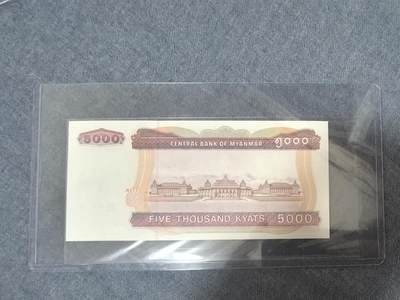 5000 CENTRAL BANK OF MYANMAR ၅၀၀၀
FIVE THOUSAND KYATS 5000